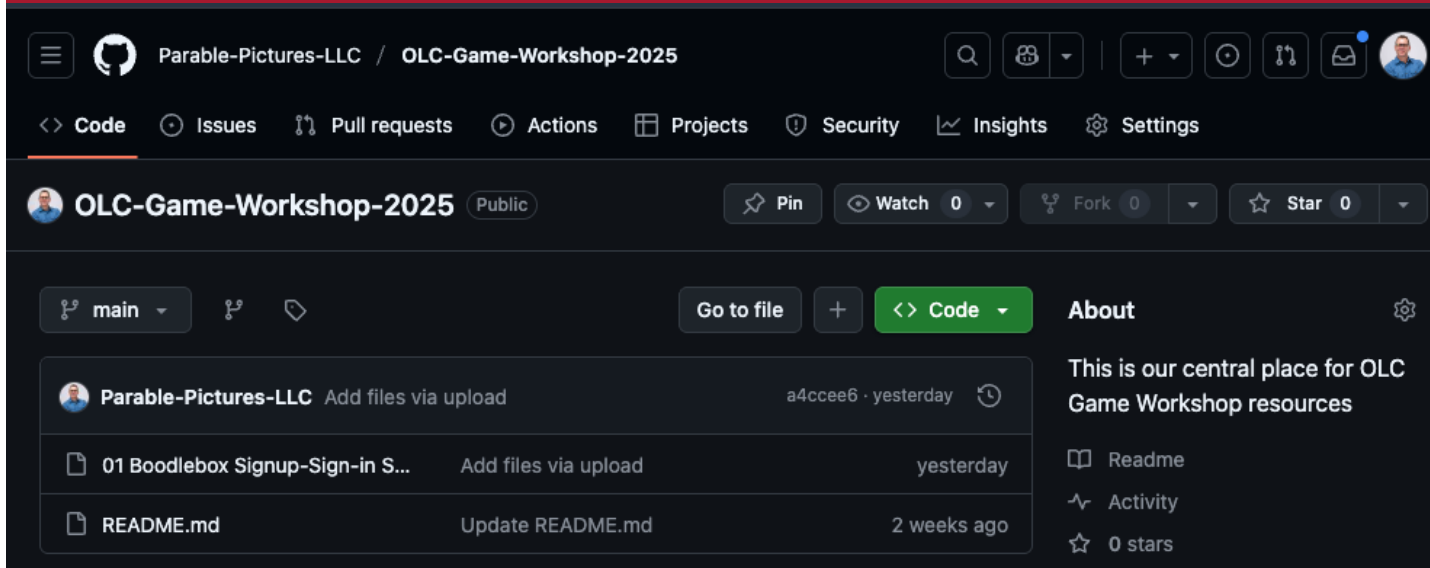 Parable-Pictures-LLC / OLC-Game-Workshop-2025
Code Issues Pull requests Actions Projects Security Insights Settings
OLC-Game-Workshop-2025 Public Pin Watch 0 Fork 0 Star 0
main Go to file Code
Parable-Pictures-LLC Add files via upload a4ccee6 · yesterday
01 Boodlebox Signup-Sign-in S... Add files via upload yesterday
README.md Update README.md 2 weeks ago
About
This is our central place for OLC
Game Workshop resources
Readme
Activity
0 stars